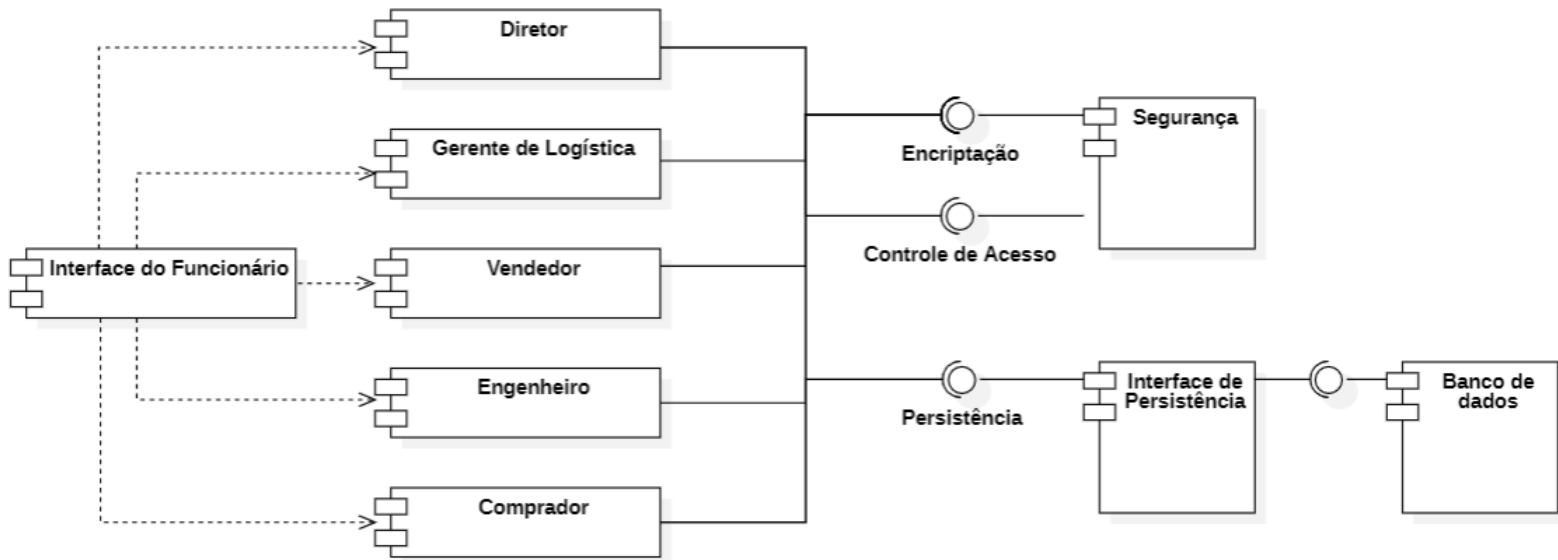 Diretor
Gerente de Logística
Interface do Funcionário
Vendedor
Engenheiro
Comprador
Encriptação
Segurança
Controle de Acesso
Persistência
Interface de
Persistência
Banco de
dados